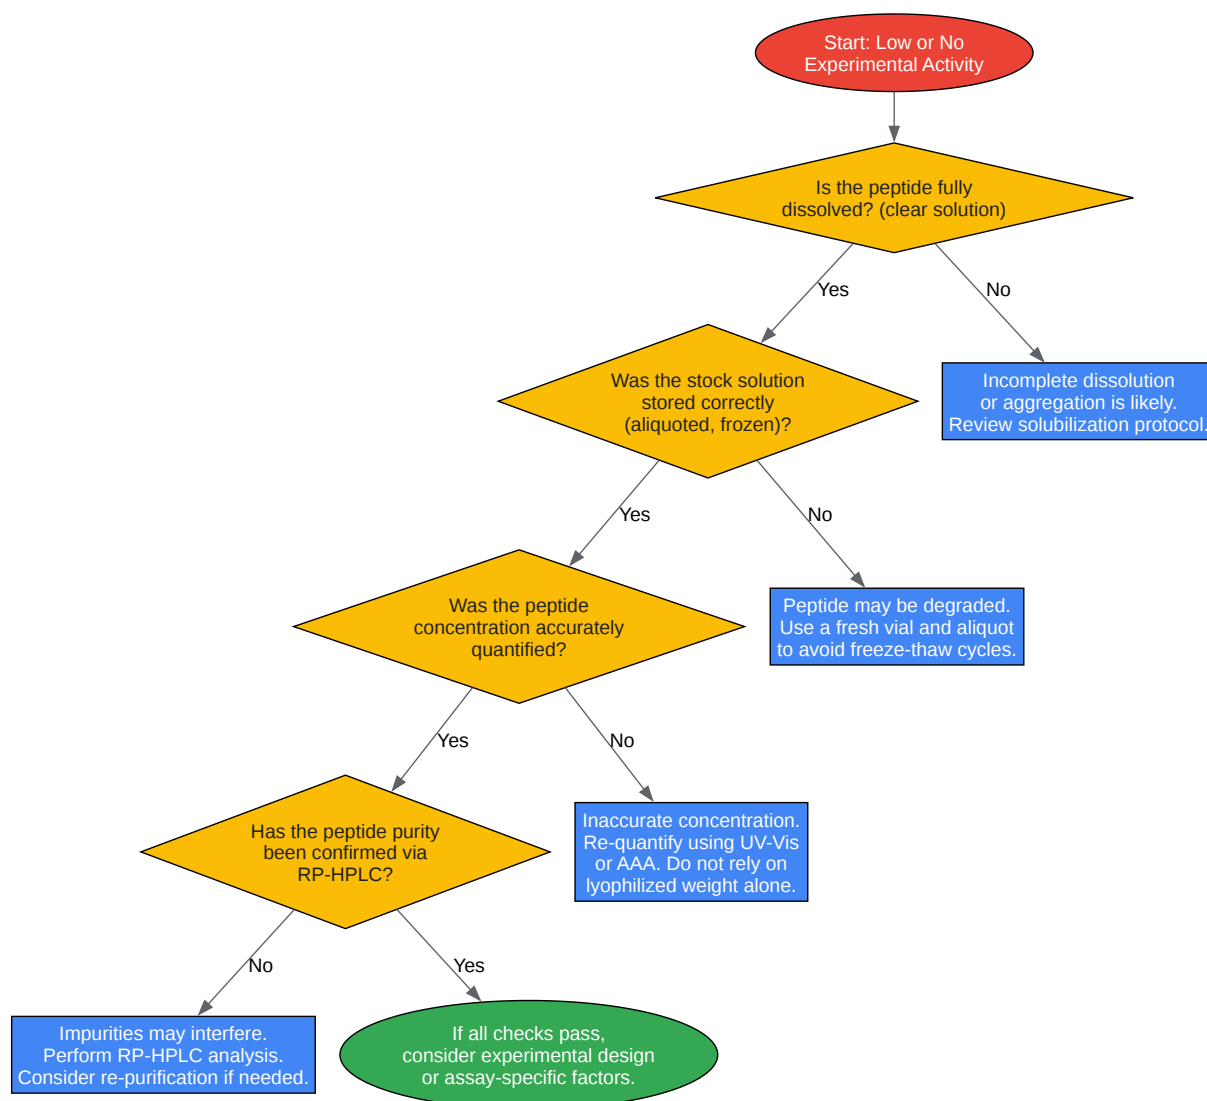 Start: Low or No
Experimental Activity
Is the peptide fully
dissolved? (clear solution)
Yes
No
Was the stock solution
stored correctly
(aliquoted, frozen)?
Incomplete dissolution
or aggregation is likely.
Review solubilization protocol.
Yes
No
Was the peptide
concentration accurately
quantified?
Peptide may be degraded.
Use a fresh vial and aliquot
to avoid freeze-thaw cycles.
Yes
No
Has the peptide purity
been confirmed via
RP-HPLC?
Inaccurate concentration.
Re-quantify using UV-Vis
or AAA. Do not rely on
lyophilized weight alone.
No
Yes
Impurities may interfere.
Perform RP-HPLC analysis.
Consider re-purification if needed.
If all checks pass,
consider experimental design
or assay-specific factors.